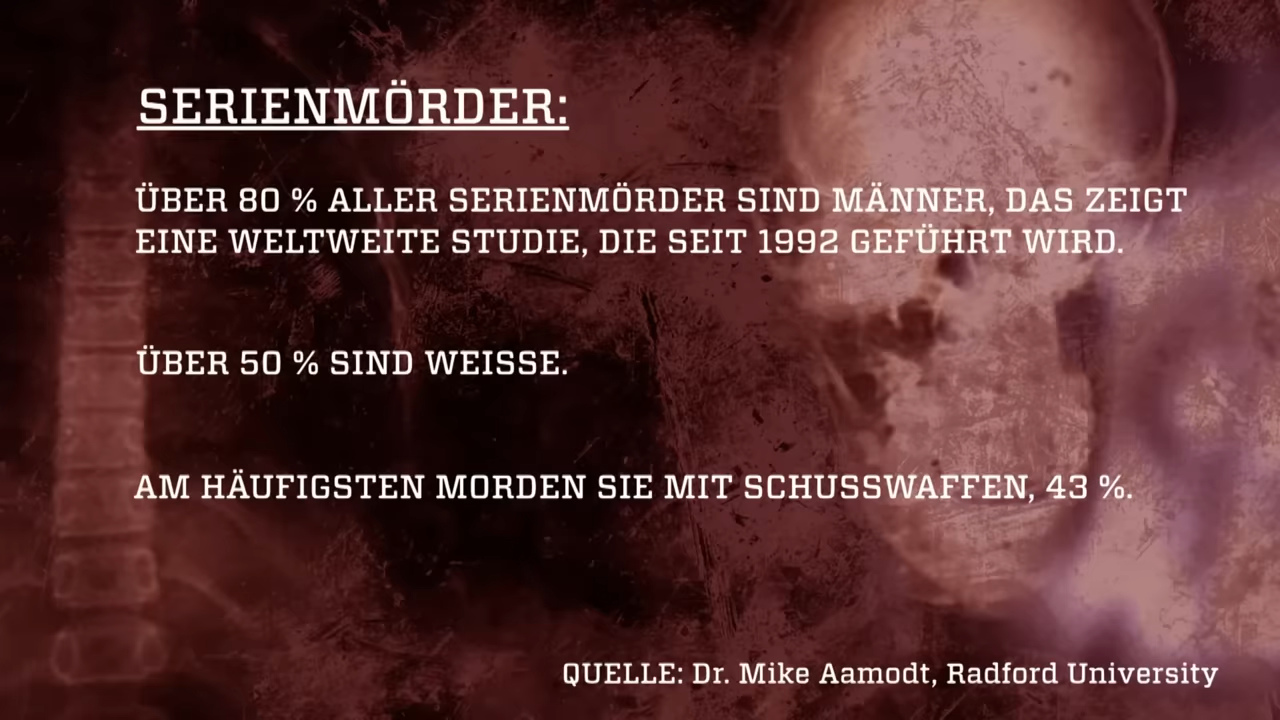 SERIENMÖRDER:
ÜBER 80 % ALLER SERIENMÖRDER SIND MÄNNER, DAS ZEIGT
EINE WELTWEITE STUDIE, DIE SEIT 1992 GEFÜHRT WIRD.
ÜBER 50 % SIND WEISSE.
AM HÄUFIGSTEN MORDEN SIE MIT SCHUSSWAFFEN, 43 %.
QUELLE: Dr. Mike Aamodt, Radford University